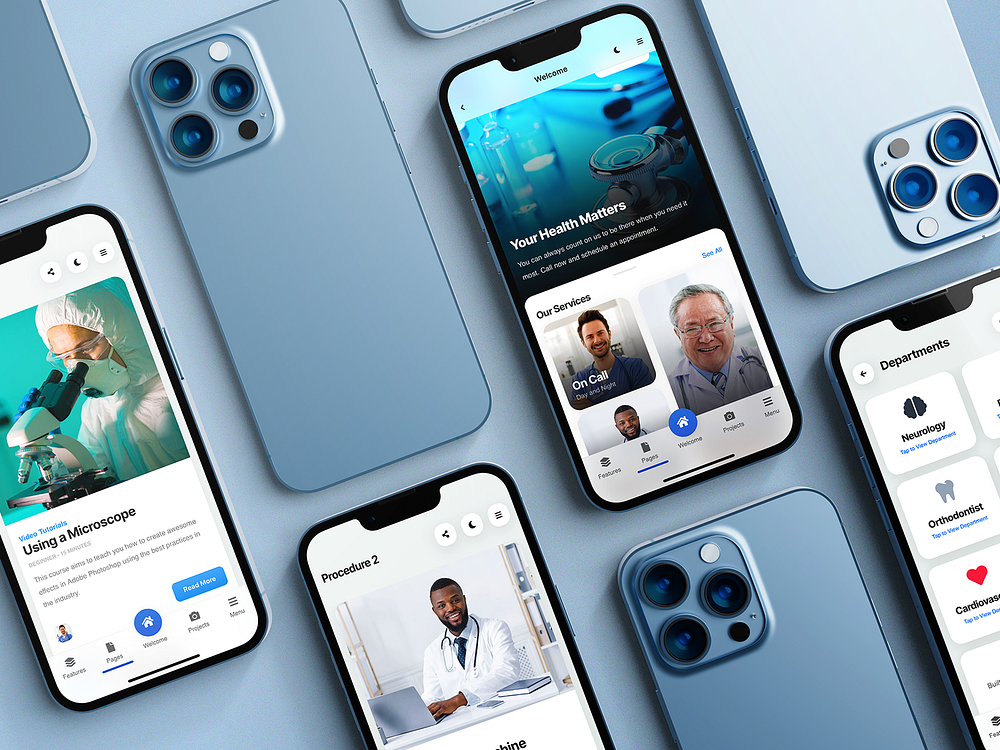 Welcome
Your Health Matters
You can always count on us to be there when you need it
most. Call now and schedule an appointment.
Our Services
See All
On Call
Day and Night
Features
Pages
Welcome
Projects
Menu
Video Tutorials
Using a Microscope
BEGINNER • 15 MINUTES
This course aims to teach you how to create awesome
effects in Adobe Photoshop using the best practices in
the industry.
Read More
Features
Pages
Welcome
Projects
Menu
Procedure 2
Departments
Neurology
Tap to View Department
Orthodontist
Tap to View Department
Cardiovas
Tap to View De
Built